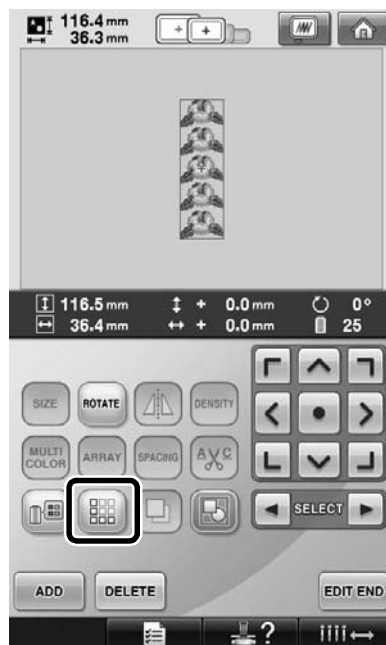 116.4 mm
36.3 mm
116.5 mm + 0.0 mm 0°
36.4 mm + 0.0 mm 25
SIZE ROTATE DENSITY
MULTI COLOR ARRAY SPACING A C
SELECT
ADD DELETE EDIT END
?